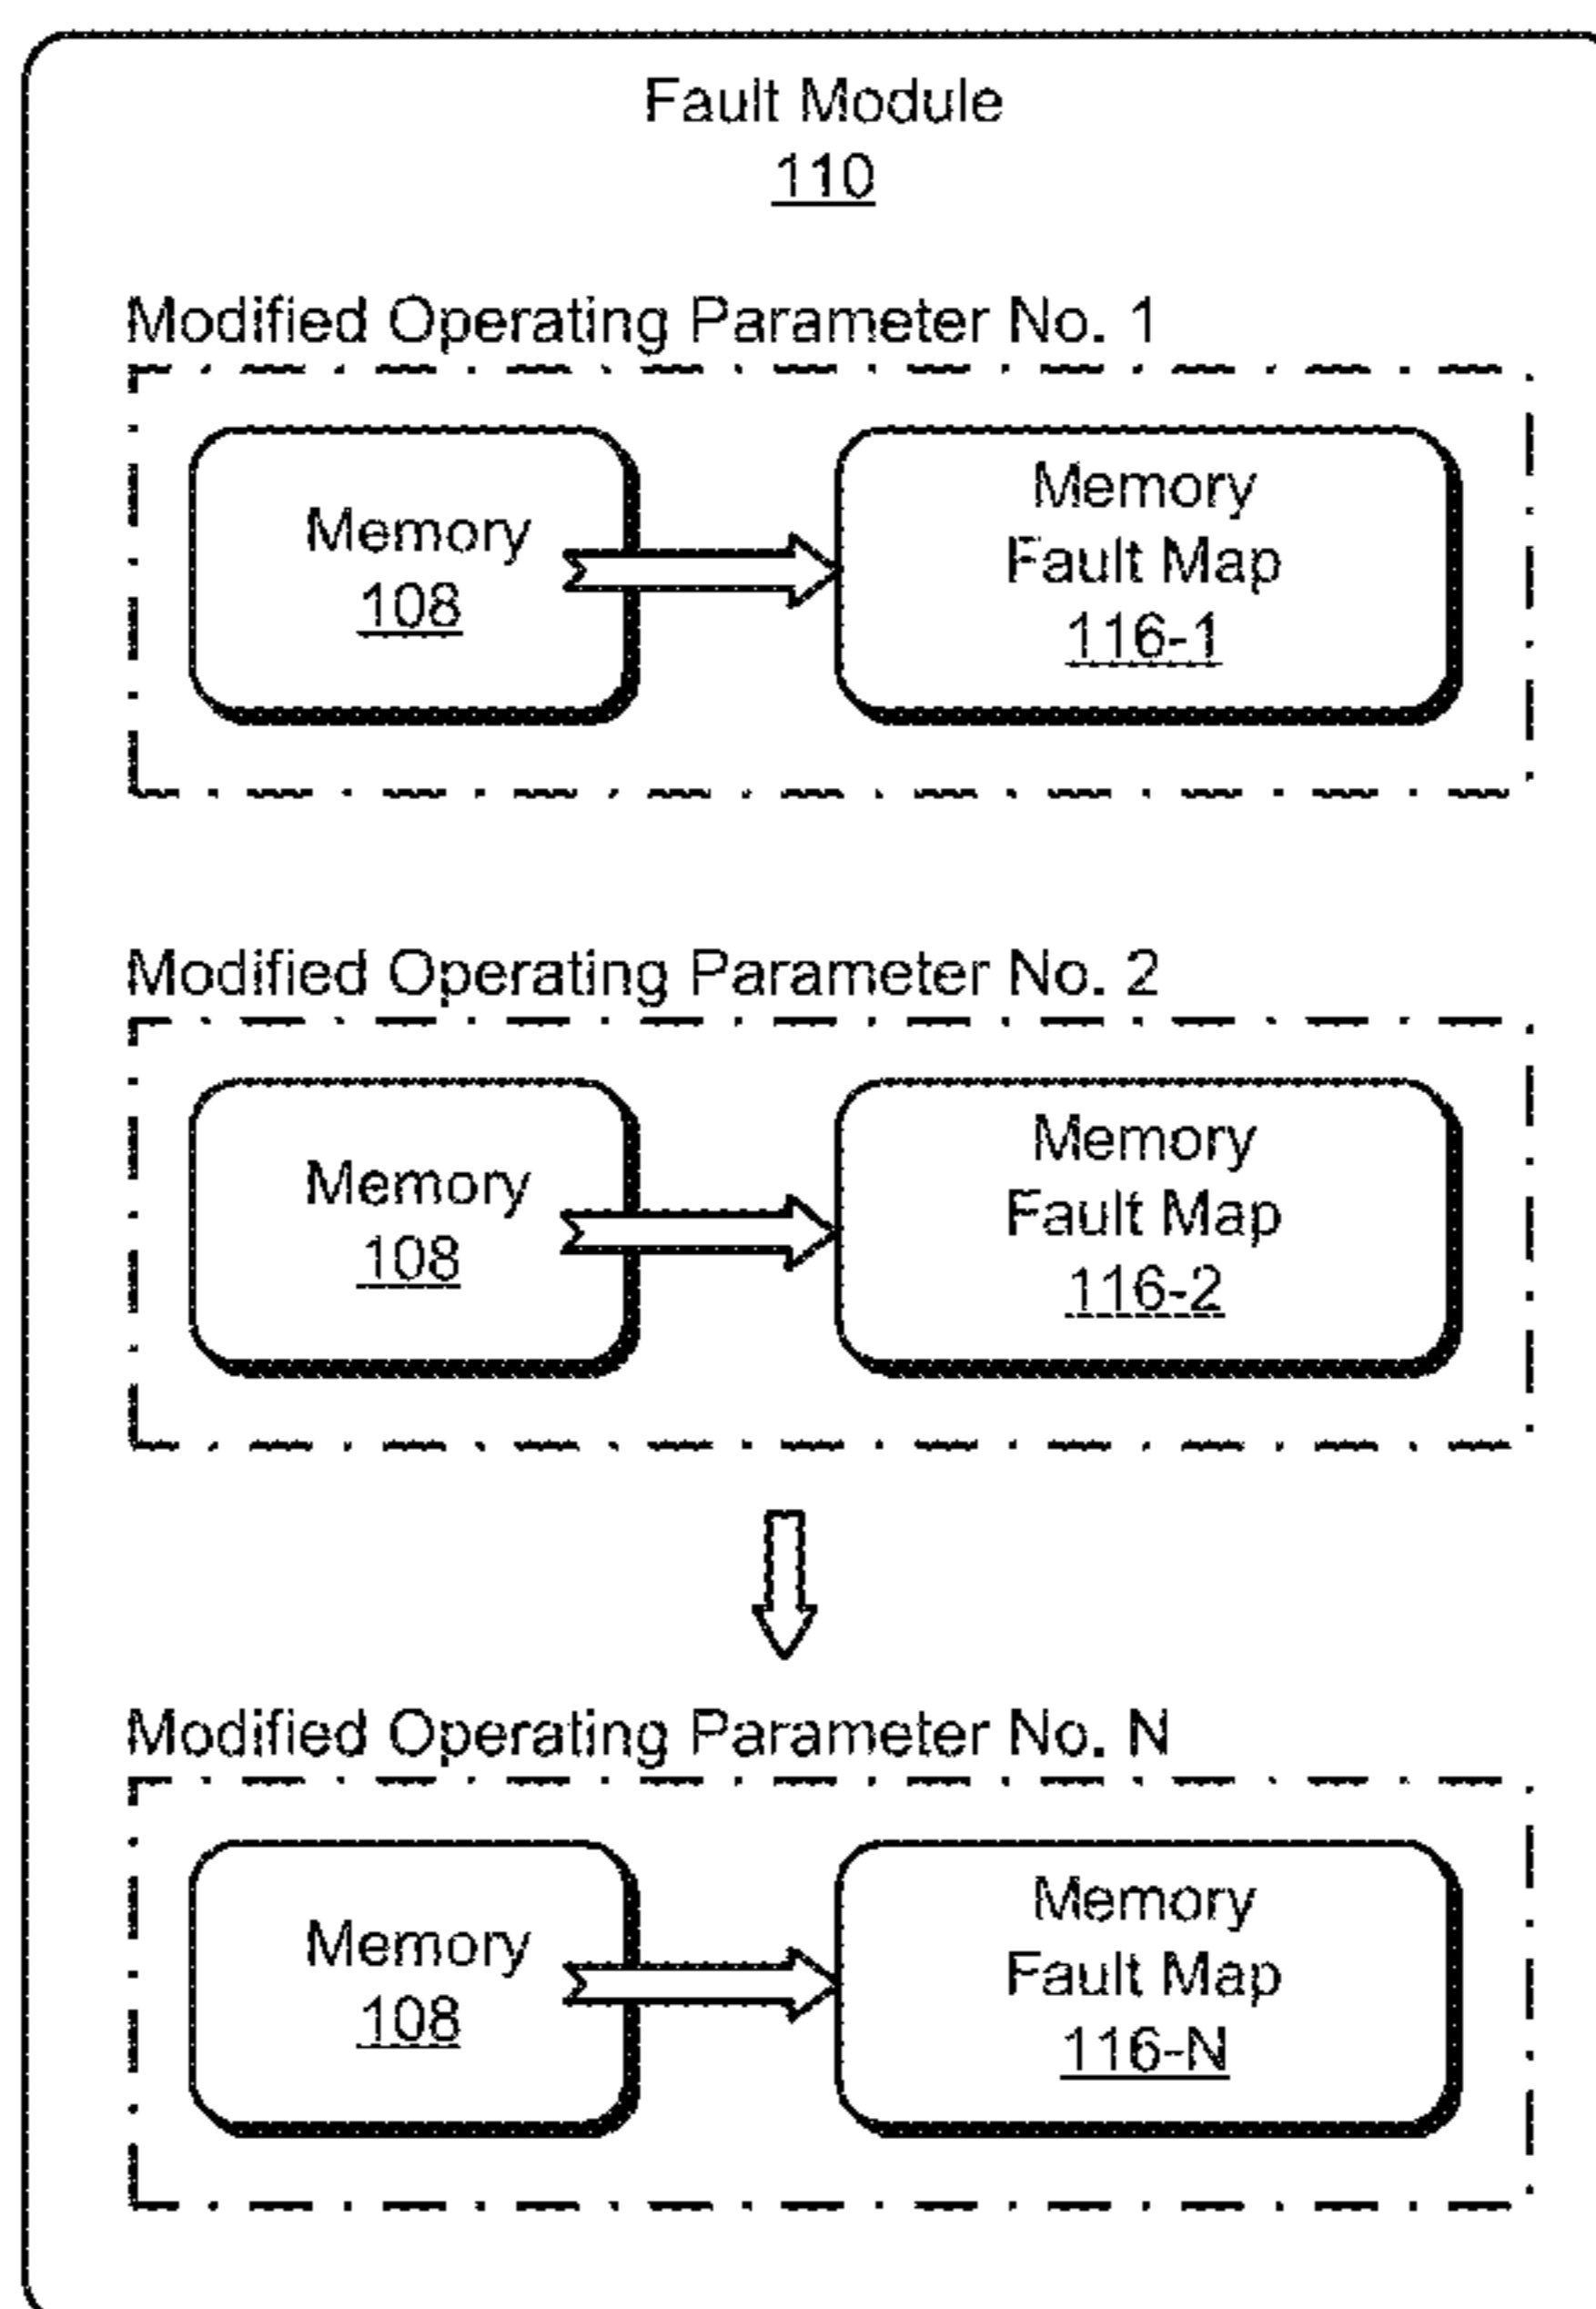 Fault Module
110
Modified Operating Parameter No. 1
Memory
108
Memory
Fault Map
116-1
Modified Operating Parameter No. 2
Memory
108
Memory
Fault Map
116-2
Modified Operating Parameter No. N
Memory
108
Memory
Fault Map
116-N